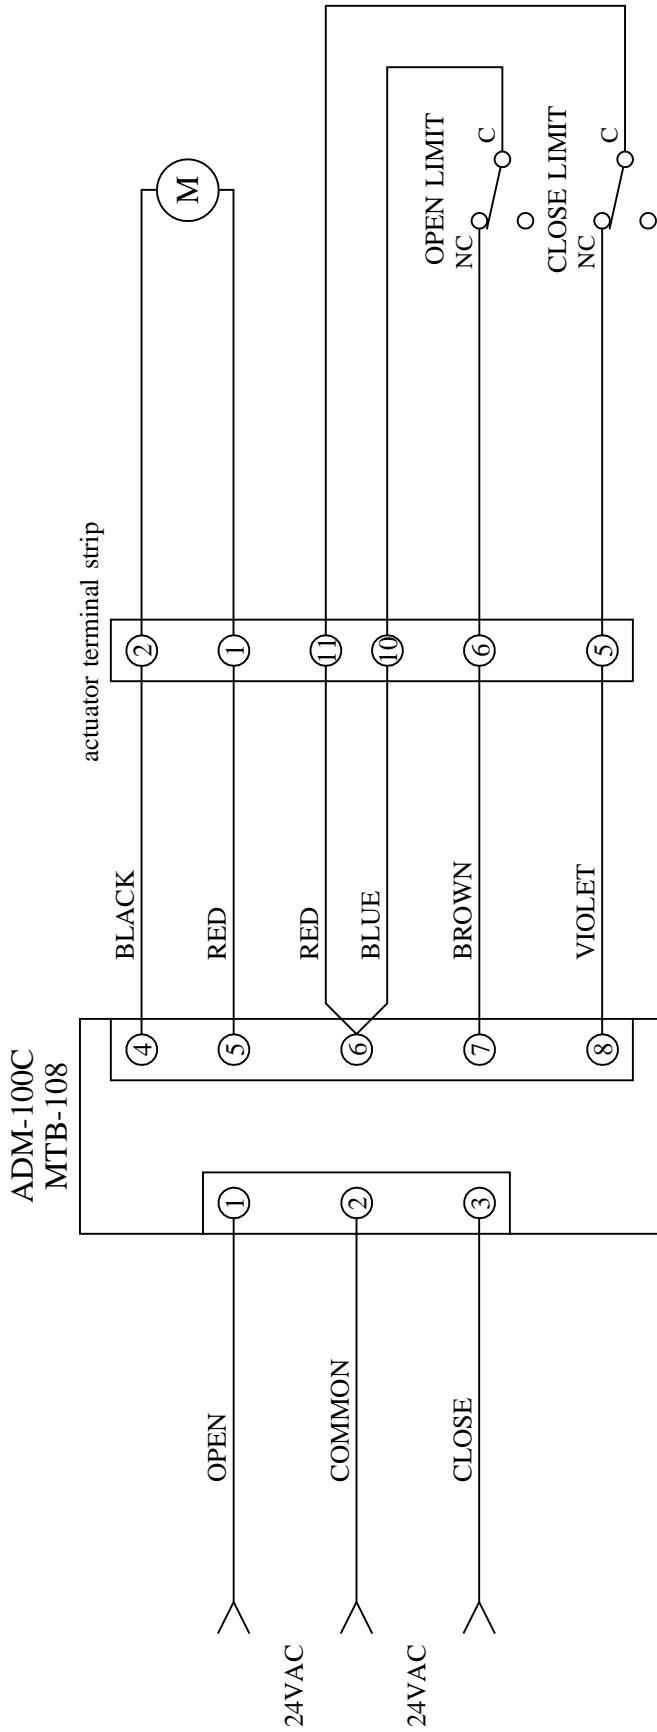 ADM-100C
MTB-108
actuator terminal strip
24VAC
24VAC
OPEN
COMMON
CLOSE
1
2
3
4
5
6
7
8
BLACK
RED
RED
BLUE
BROWN
VIOLET
2
1
11
10
6
5
M
OPEN LIMIT
NC
C
CLOSE LIMIT
NC
C